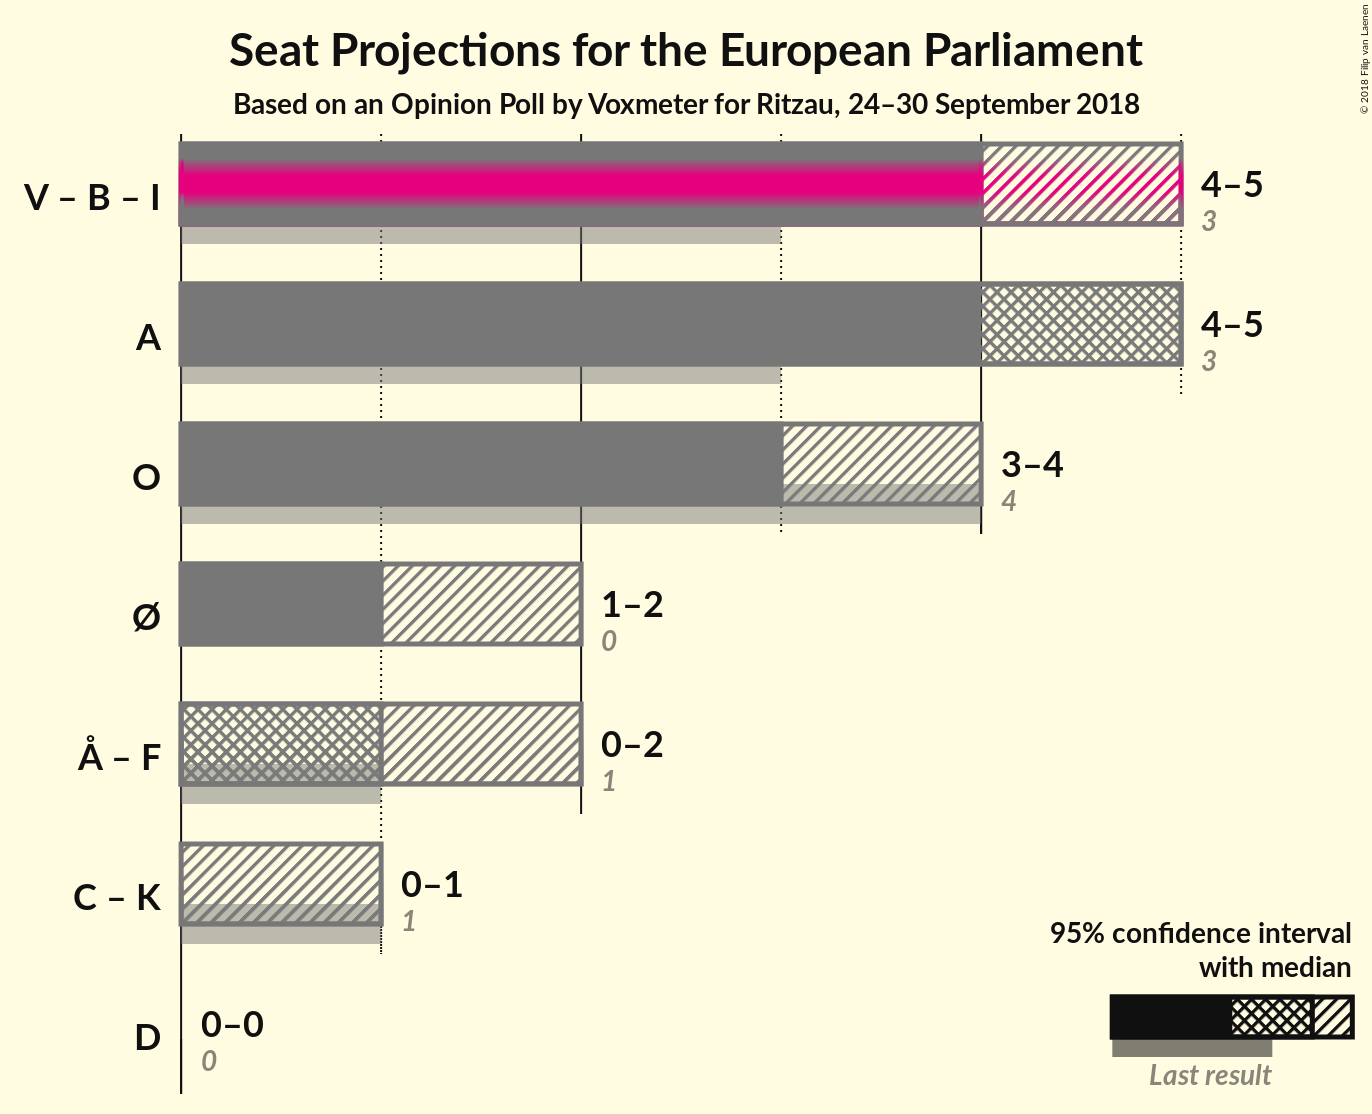 Seat Projections for the European Parliament
Based on an Opinion Poll by Voxmeter for Ritzau, 24–30 September 2018
© 2018 Filip van Laenen
V – B – I
4–5
3
A
4–5
3
O
3–4
4
Ø
1–2
0
Å – F
0–2
1
C – K
0–1
1
D
0–0
0
95% confidence interval
with median
Last result